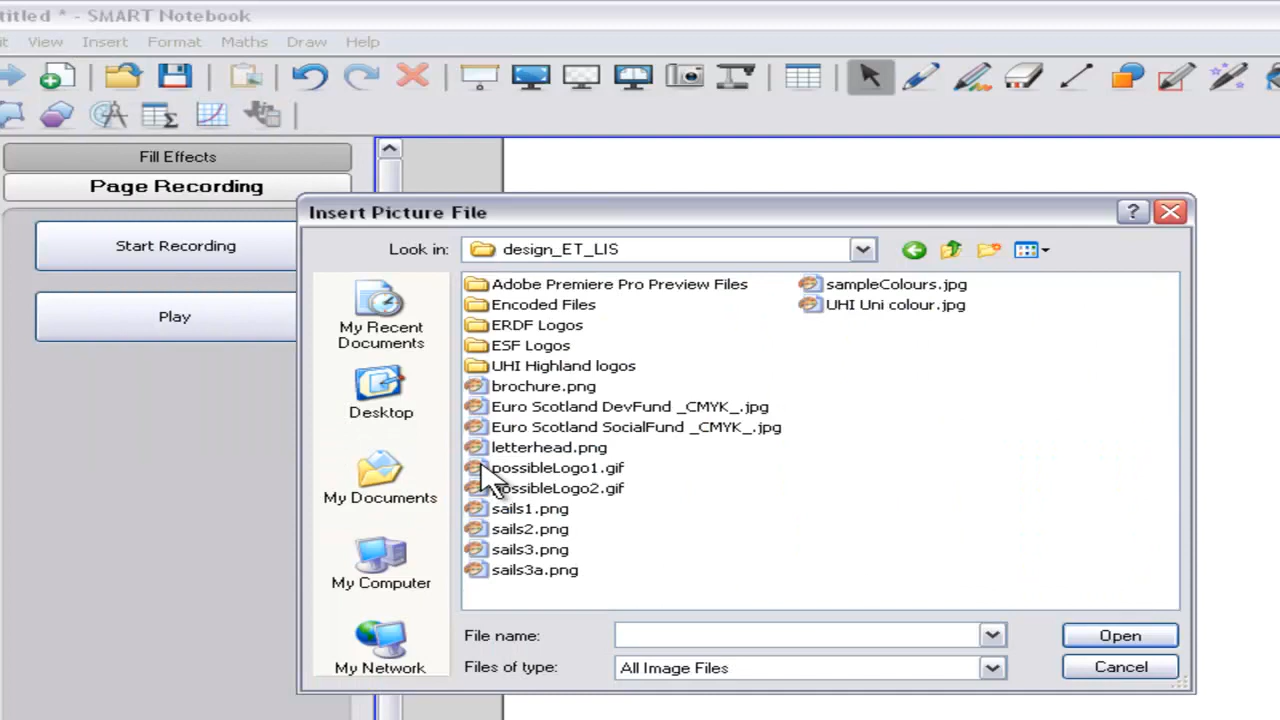 titled * - SMART Notebook
it View Insert Format Maths Draw Help
Fill Effects
Page Recording
Start Recording
Play
Insert Picture File
Look in: design_ET_LIS
My Recent Documents
Desktop
My Documents
My Computer
My Network
Adobe Premiere Pro Preview Files
Encoded Files
ERDF Logos
ESF Logos
UHI Highland logos
brochure.png
Euro Scotland DevFund _CMYK_.jpg
Euro Scotland SocialFund _CMYK_.jpg
letterhead.png
possibleLogo1.gif
possibleLogo2.gif
sails1.png
sails2.png
sails3.png
sails3a.png
sampleColours.jpg
UHI Uni colour.jpg
File name:
Open
Files of type: All Image Files
Cancel